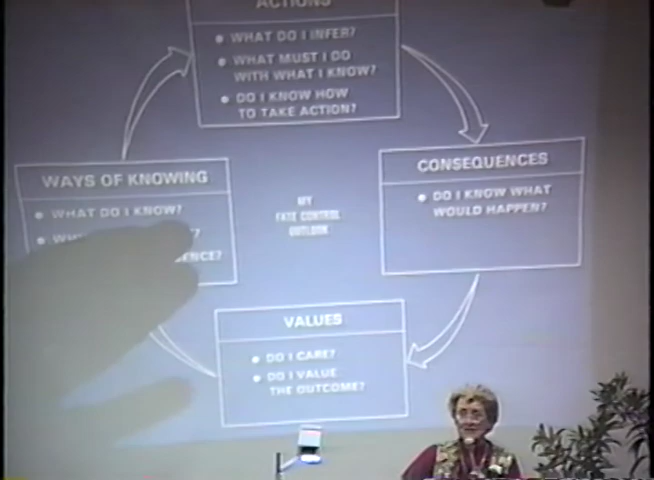 ACTIONS
• WHAT DO I INFER?
• WHAT MUST I DO
WITH WHAT I KNOW?
• DO I KNOW HOW
TO TAKE ACTION?
CONSEQUENCES
• DO I KNOW WHAT
WOULD HAPPEN?
WAYS OF KNOWING
• WHAT DO I KNOW?
MY
FATE CONTROL
OUTLOOK
VALUES
• DO I CARE?
• DO I VALUE
THE OUTCOME?